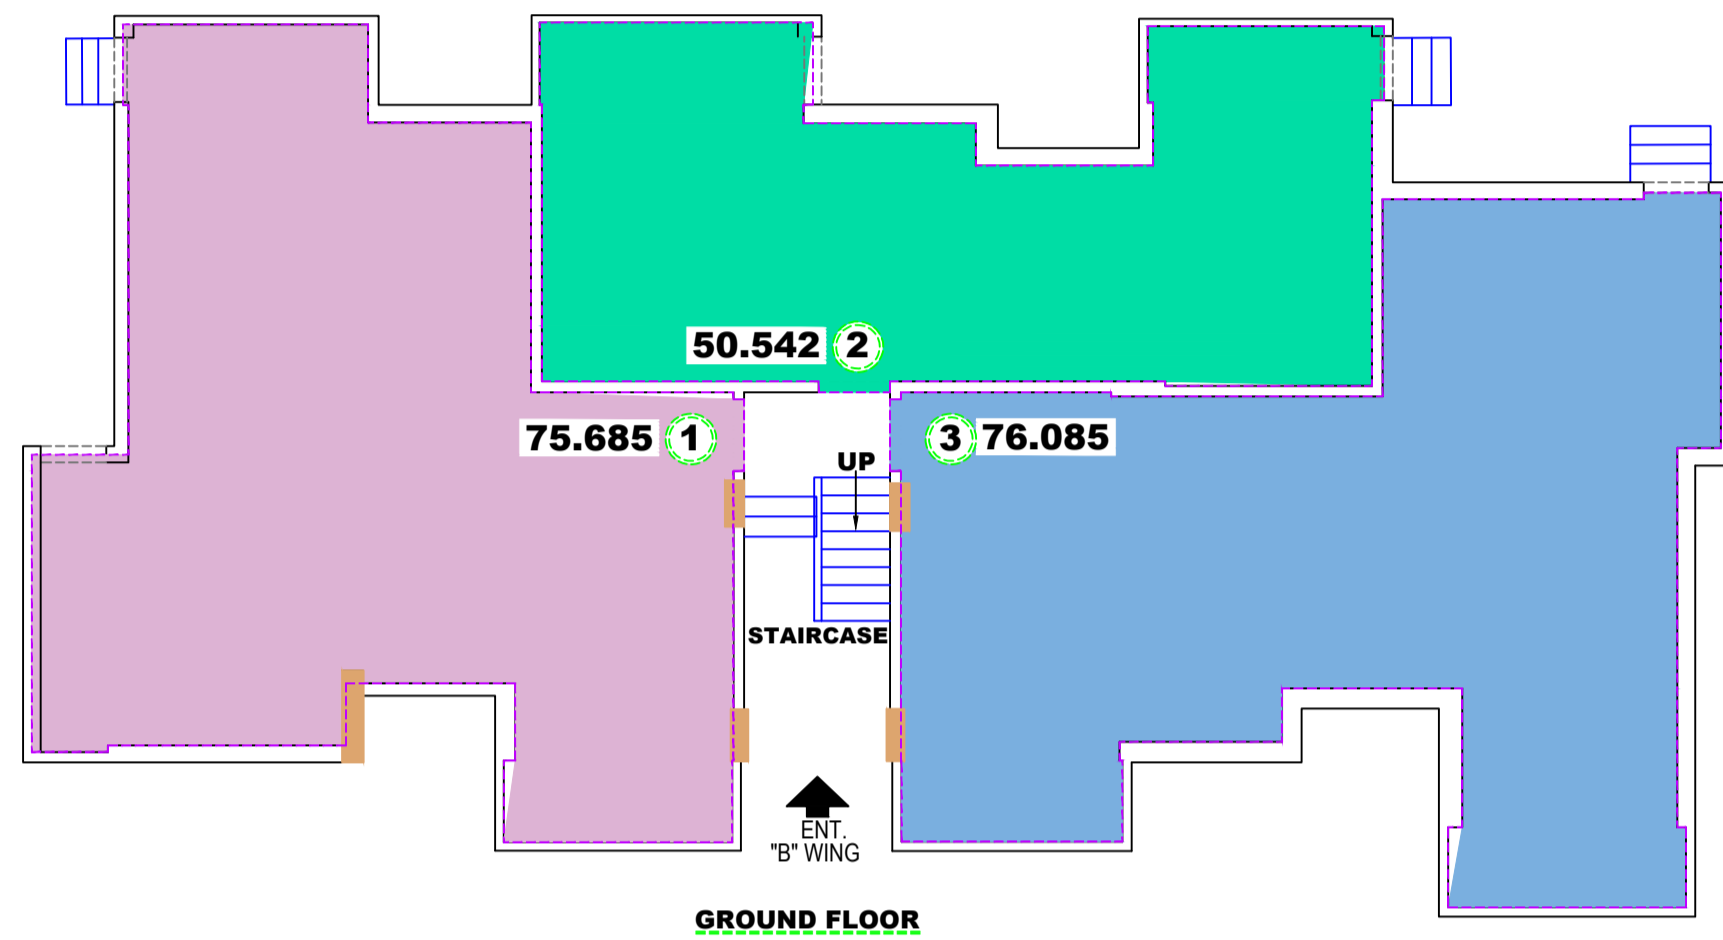 50.542 2
75.685 1
3 76.085
UP
STAIRCASE
ENT.
"B" WING
GROUND FLOOR